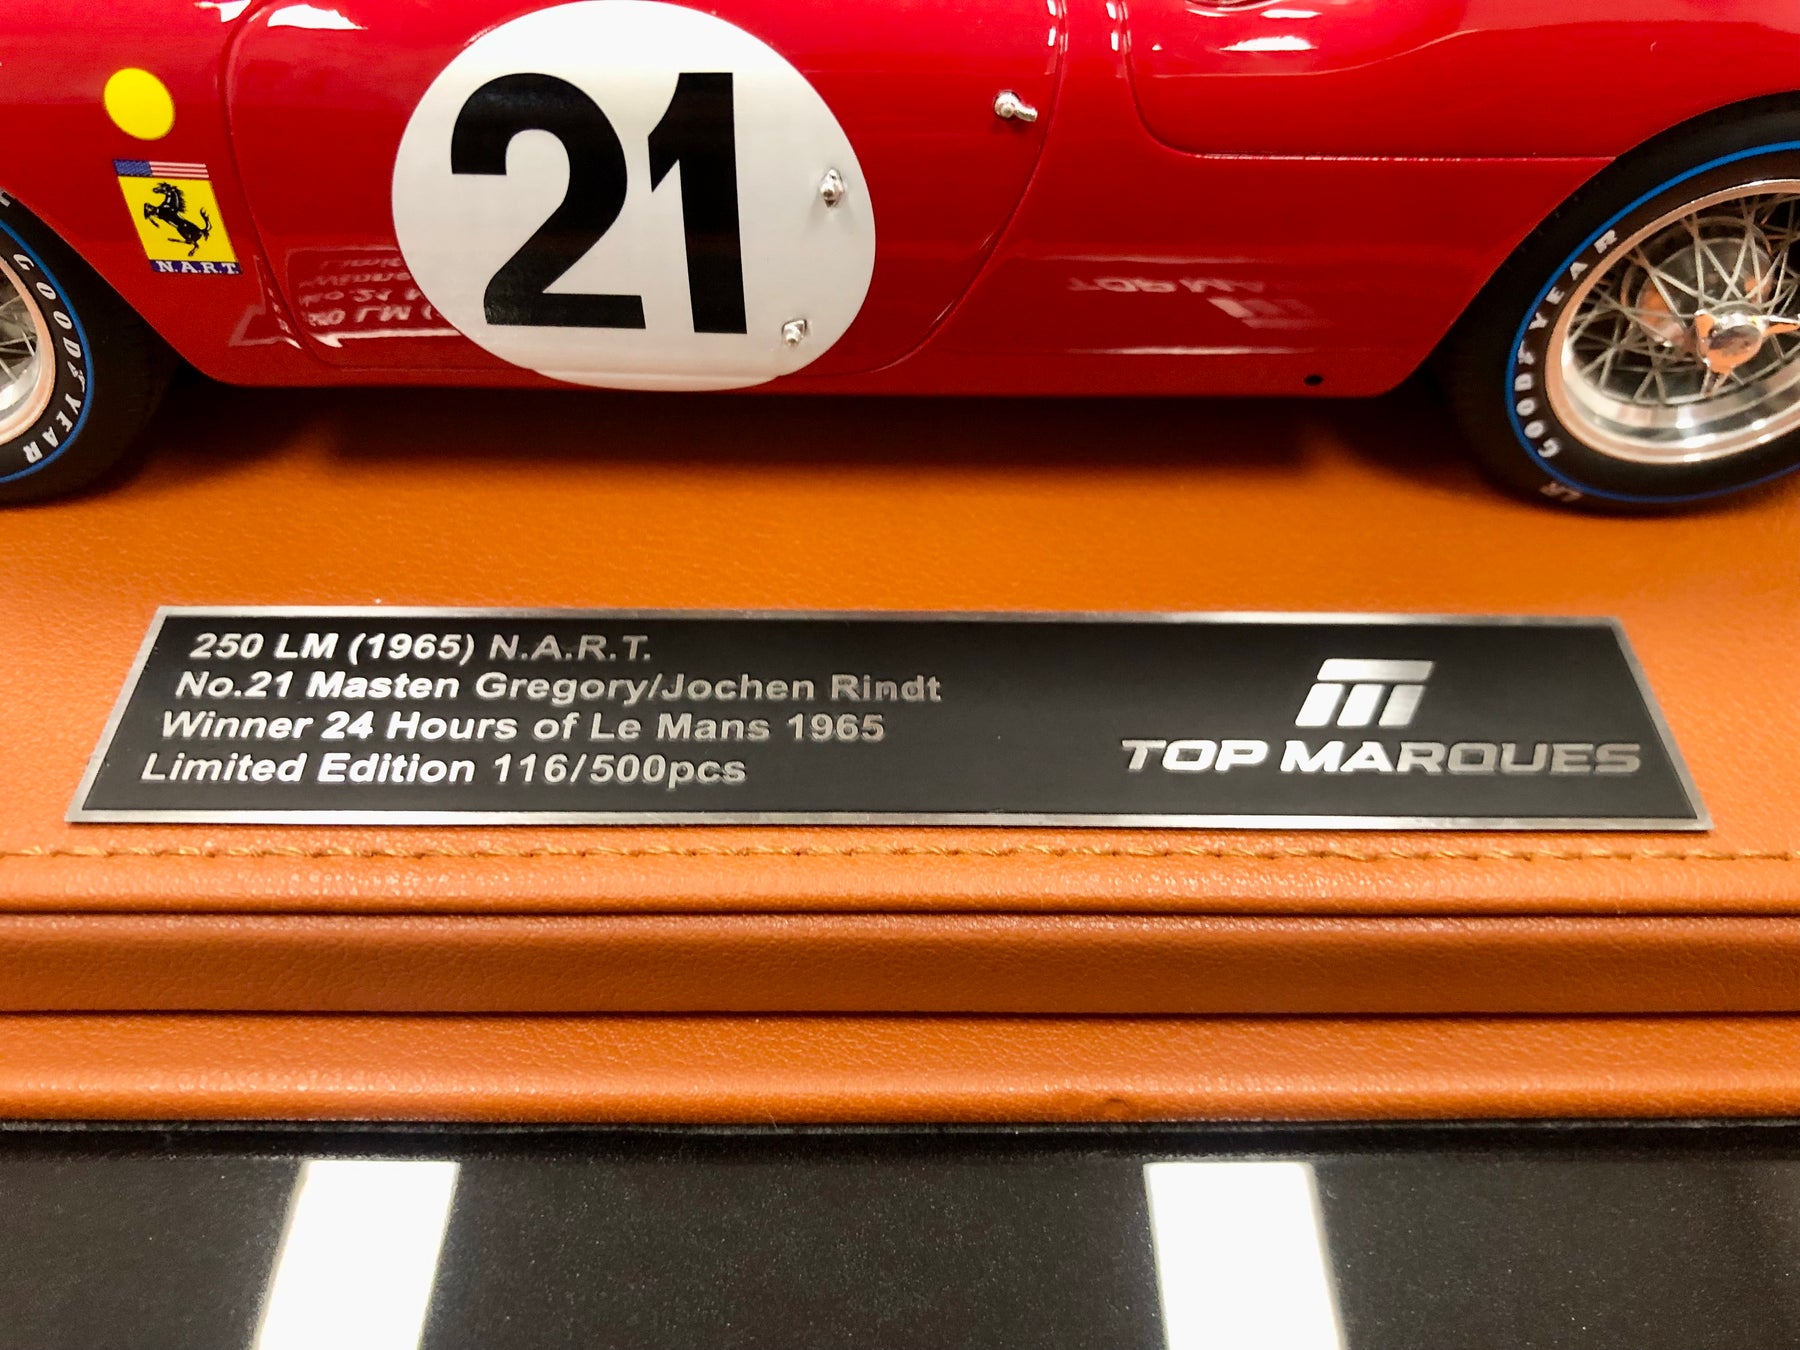 21
N.A.R.T.
GOODYEAR
GOODYEAR
250 LM (1965) N.A.R.T.
No.21 Masten Gregory/Jochen Rindt
Winner 24 Hours of Le Mans 1965
Limited Edition 116/500pcs
TOP MARQUES